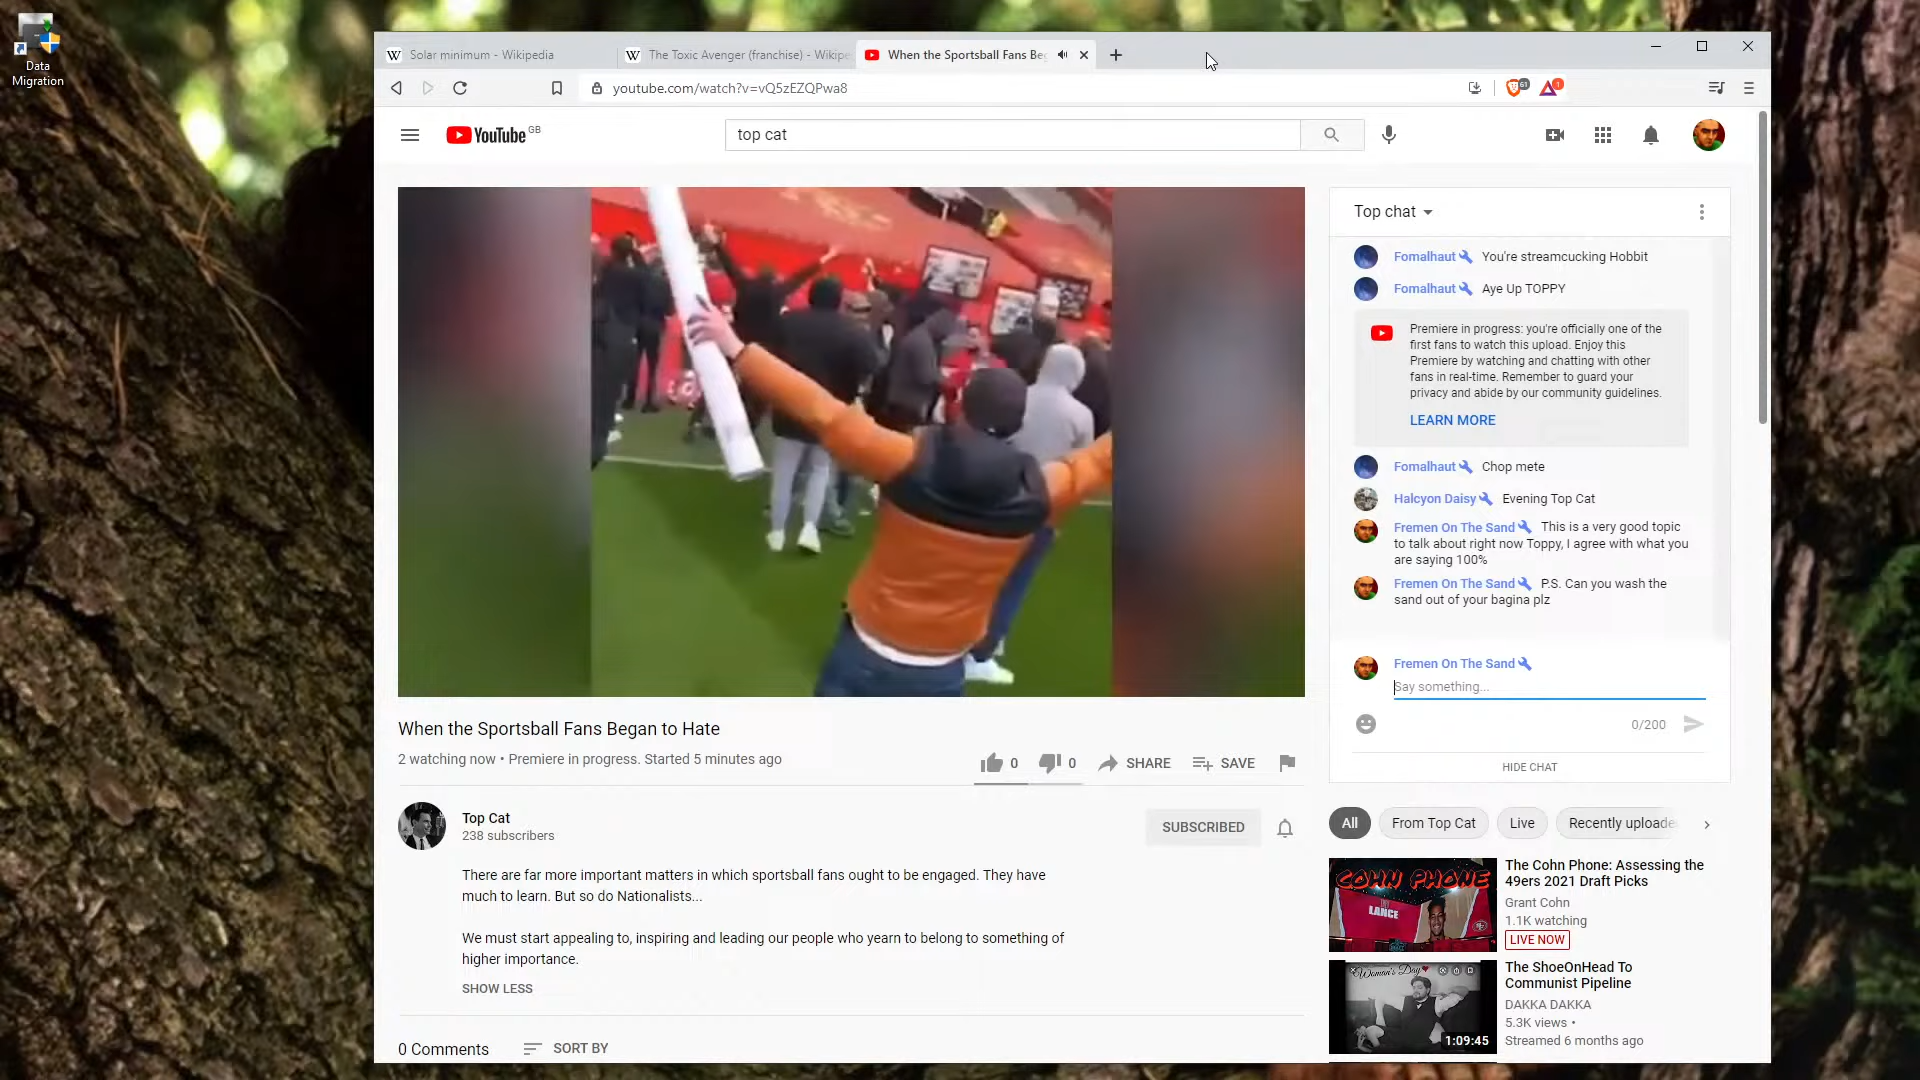 Data
Migration
Solar minimum - Wikipedia
The Toxic Avenger (franchise) - Wikipe
When the Sportsball Fans Be
youtube.com/watch?v=vQ5zEZQPwa8
61
1
YouTube GB
top cat
Top chat
Fomalhaut You're streamcucking Hobbit
Fomalhaut Aye Up TOPPY
Premiere in progress: you're officially one of the
first fans to watch this upload. Enjoy this
Premiere by watching and chatting with other
fans in real-time. Remember to guard your
privacy and abide by our community guidelines.
LEARN MORE
Fomalhaut Chop mete
Halcyon Daisy Evening Top Cat
Fremen On The Sand This is a very good topic
to talk about right now Toppy, I agree with what you
are saying 100%
Fremen On The Sand P.S. Can you wash the
sand out of your bagina plz
Fremen On The Sand
Say something...
0/200
HIDE CHAT
When the Sportsball Fans Began to Hate
2 watching now • Premiere in progress. Started 5 minutes ago
0
0
SHARE
SAVE
Top Cat
238 subscribers
SUBSCRIBED
There are far more important matters in which sportsball fans ought to be engaged. They have
much to learn. But so do Nationalists...
We must start appealing to, inspiring and leading our people who yearn to belong to something of
higher importance.
SHOW LESS
0 Comments
SORT BY
All
From Top Cat
Live
Recently uploade
COHN PHONE
LANCE
The Cohn Phone: Assessing the
49ers 2021 Draft Picks
Grant Cohn
1.1K watching
LIVE NOW
Woman's Day
1:09:45
The ShoeOnHead To
Communist Pipeline
DAKKA DAKKA
5.3K views •
Streamed 6 months ago